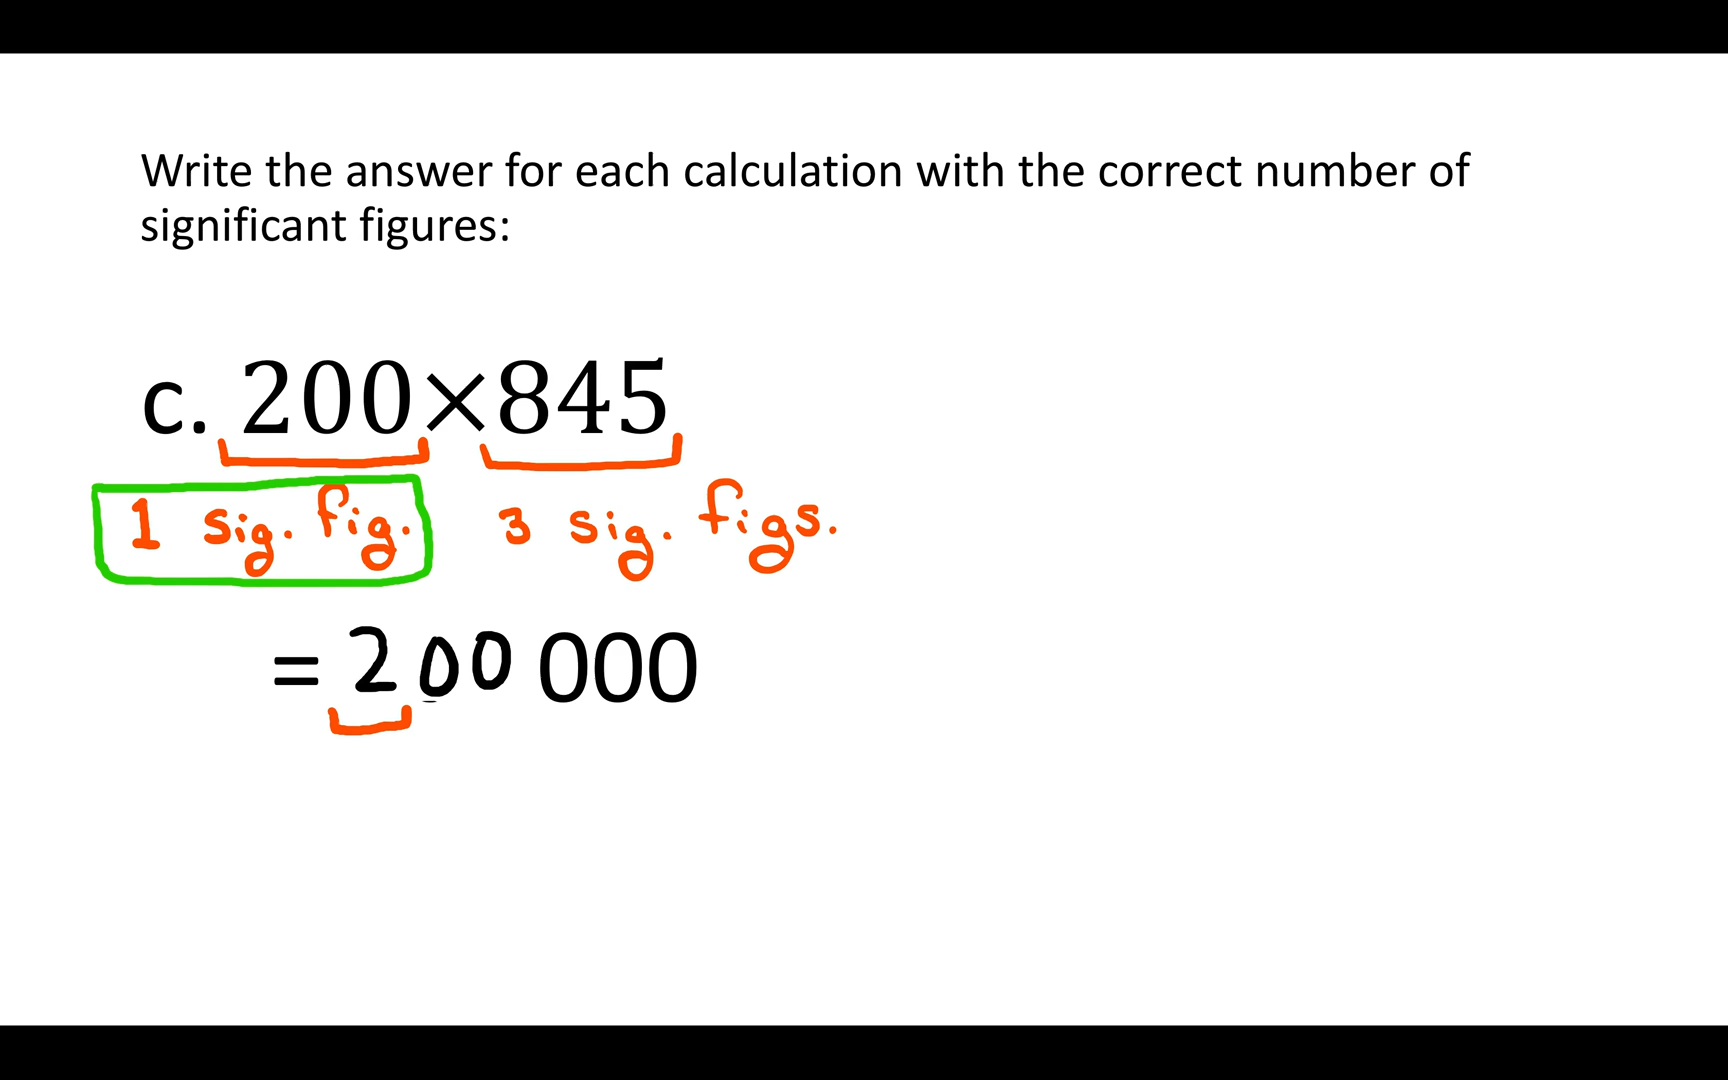 Write the answer for each calculation with the correct number of
significant figures:
c. 200×845
1 sig. fig. 3 sig. figs.
= 200 000